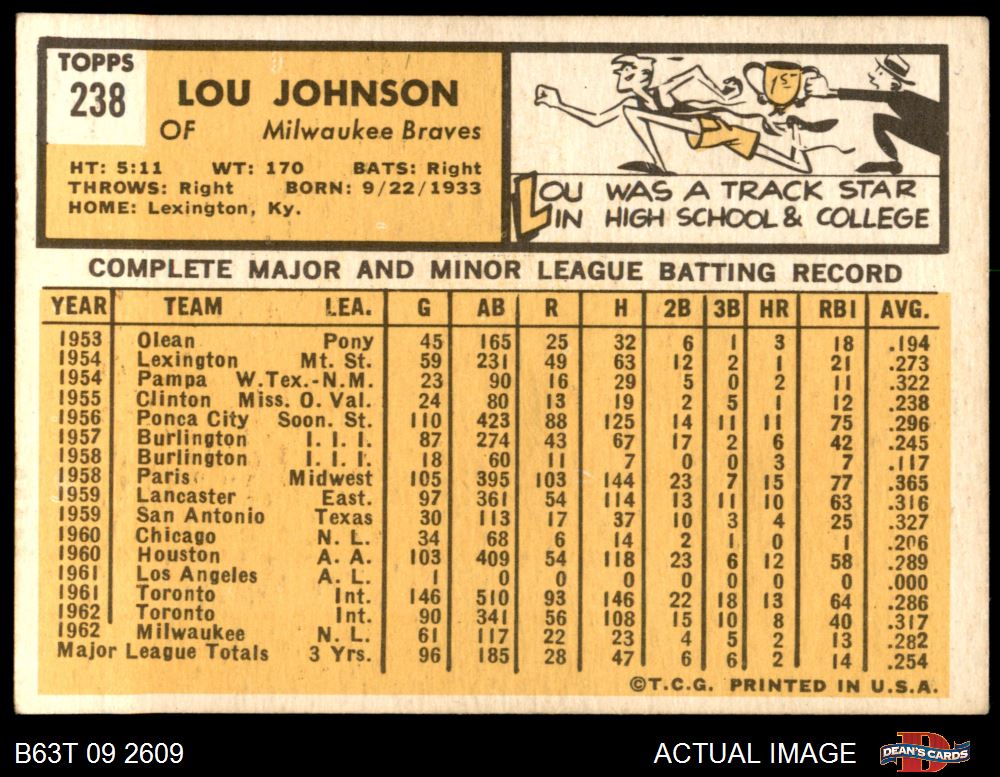 TOPPS
238
LOU JOHNSON
OF Milwaukee Braves
HT: 5:11 WT: 170 BATS: Right
THROWS: Right BORN: 9/22/1933
HOME: Lexington, Ky.
1ST
LOU WAS A TRACK STAR
IN HIGH SCHOOL & COLLEGE
COMPLETE MAJOR AND MINOR LEAGUE BATTING RECORD
YEAR TEAM LEA. G AB R H 2B 3B HR RBI AVG.
1953 Olean Pony 45 165 25 32 6 1 3 18 .194
1954 Lexington Mt. St. 59 231 49 63 12 2 1 21 .273
1954 Pampa W.Tex.-N.M. 23 90 16 29 5 0 2 11 .322
1955 Clinton Miss. O. Val. 24 80 13 19 2 5 1 12 .238
1956 Ponca City Soon. St. 110 423 88 125 14 11 11 75 .296
1957 Burlington I. I. I. 87 274 43 67 17 2 6 42 .245
1958 Burlington I. I. I. 18 60 11 7 0 0 3 7 .117
1958 Paris Midwest 105 395 103 144 23 7 15 77 .365
1959 Lancaster East. 97 361 54 114 13 11 10 63 .316
1959 San Antonio Texas 30 113 17 37 10 3 4 25 .327
1960 Chicago N. L. 34 68 6 14 2 1 0 1 .206
1960 Houston A. A. 103 409 54 118 23 6 12 58 .289
1961 Los Angeles A. L. 1 0 0 0 0 0 0 0 .000
1961 Toronto Int. 146 510 93 146 22 18 13 64 .286
1962 Toronto Int. 90 341 56 108 15 10 8 40 .317
1962 Milwaukee N. L. 61 117 22 23 4 5 2 13 .282
Major League Totals 3 Yrs. 96 185 28 47 6 6 2 14 .254
©T.C.G. PRINTED IN U.S.A.
B63T 09 2609
ACTUAL IMAGE
D
DEAN'S CARDS